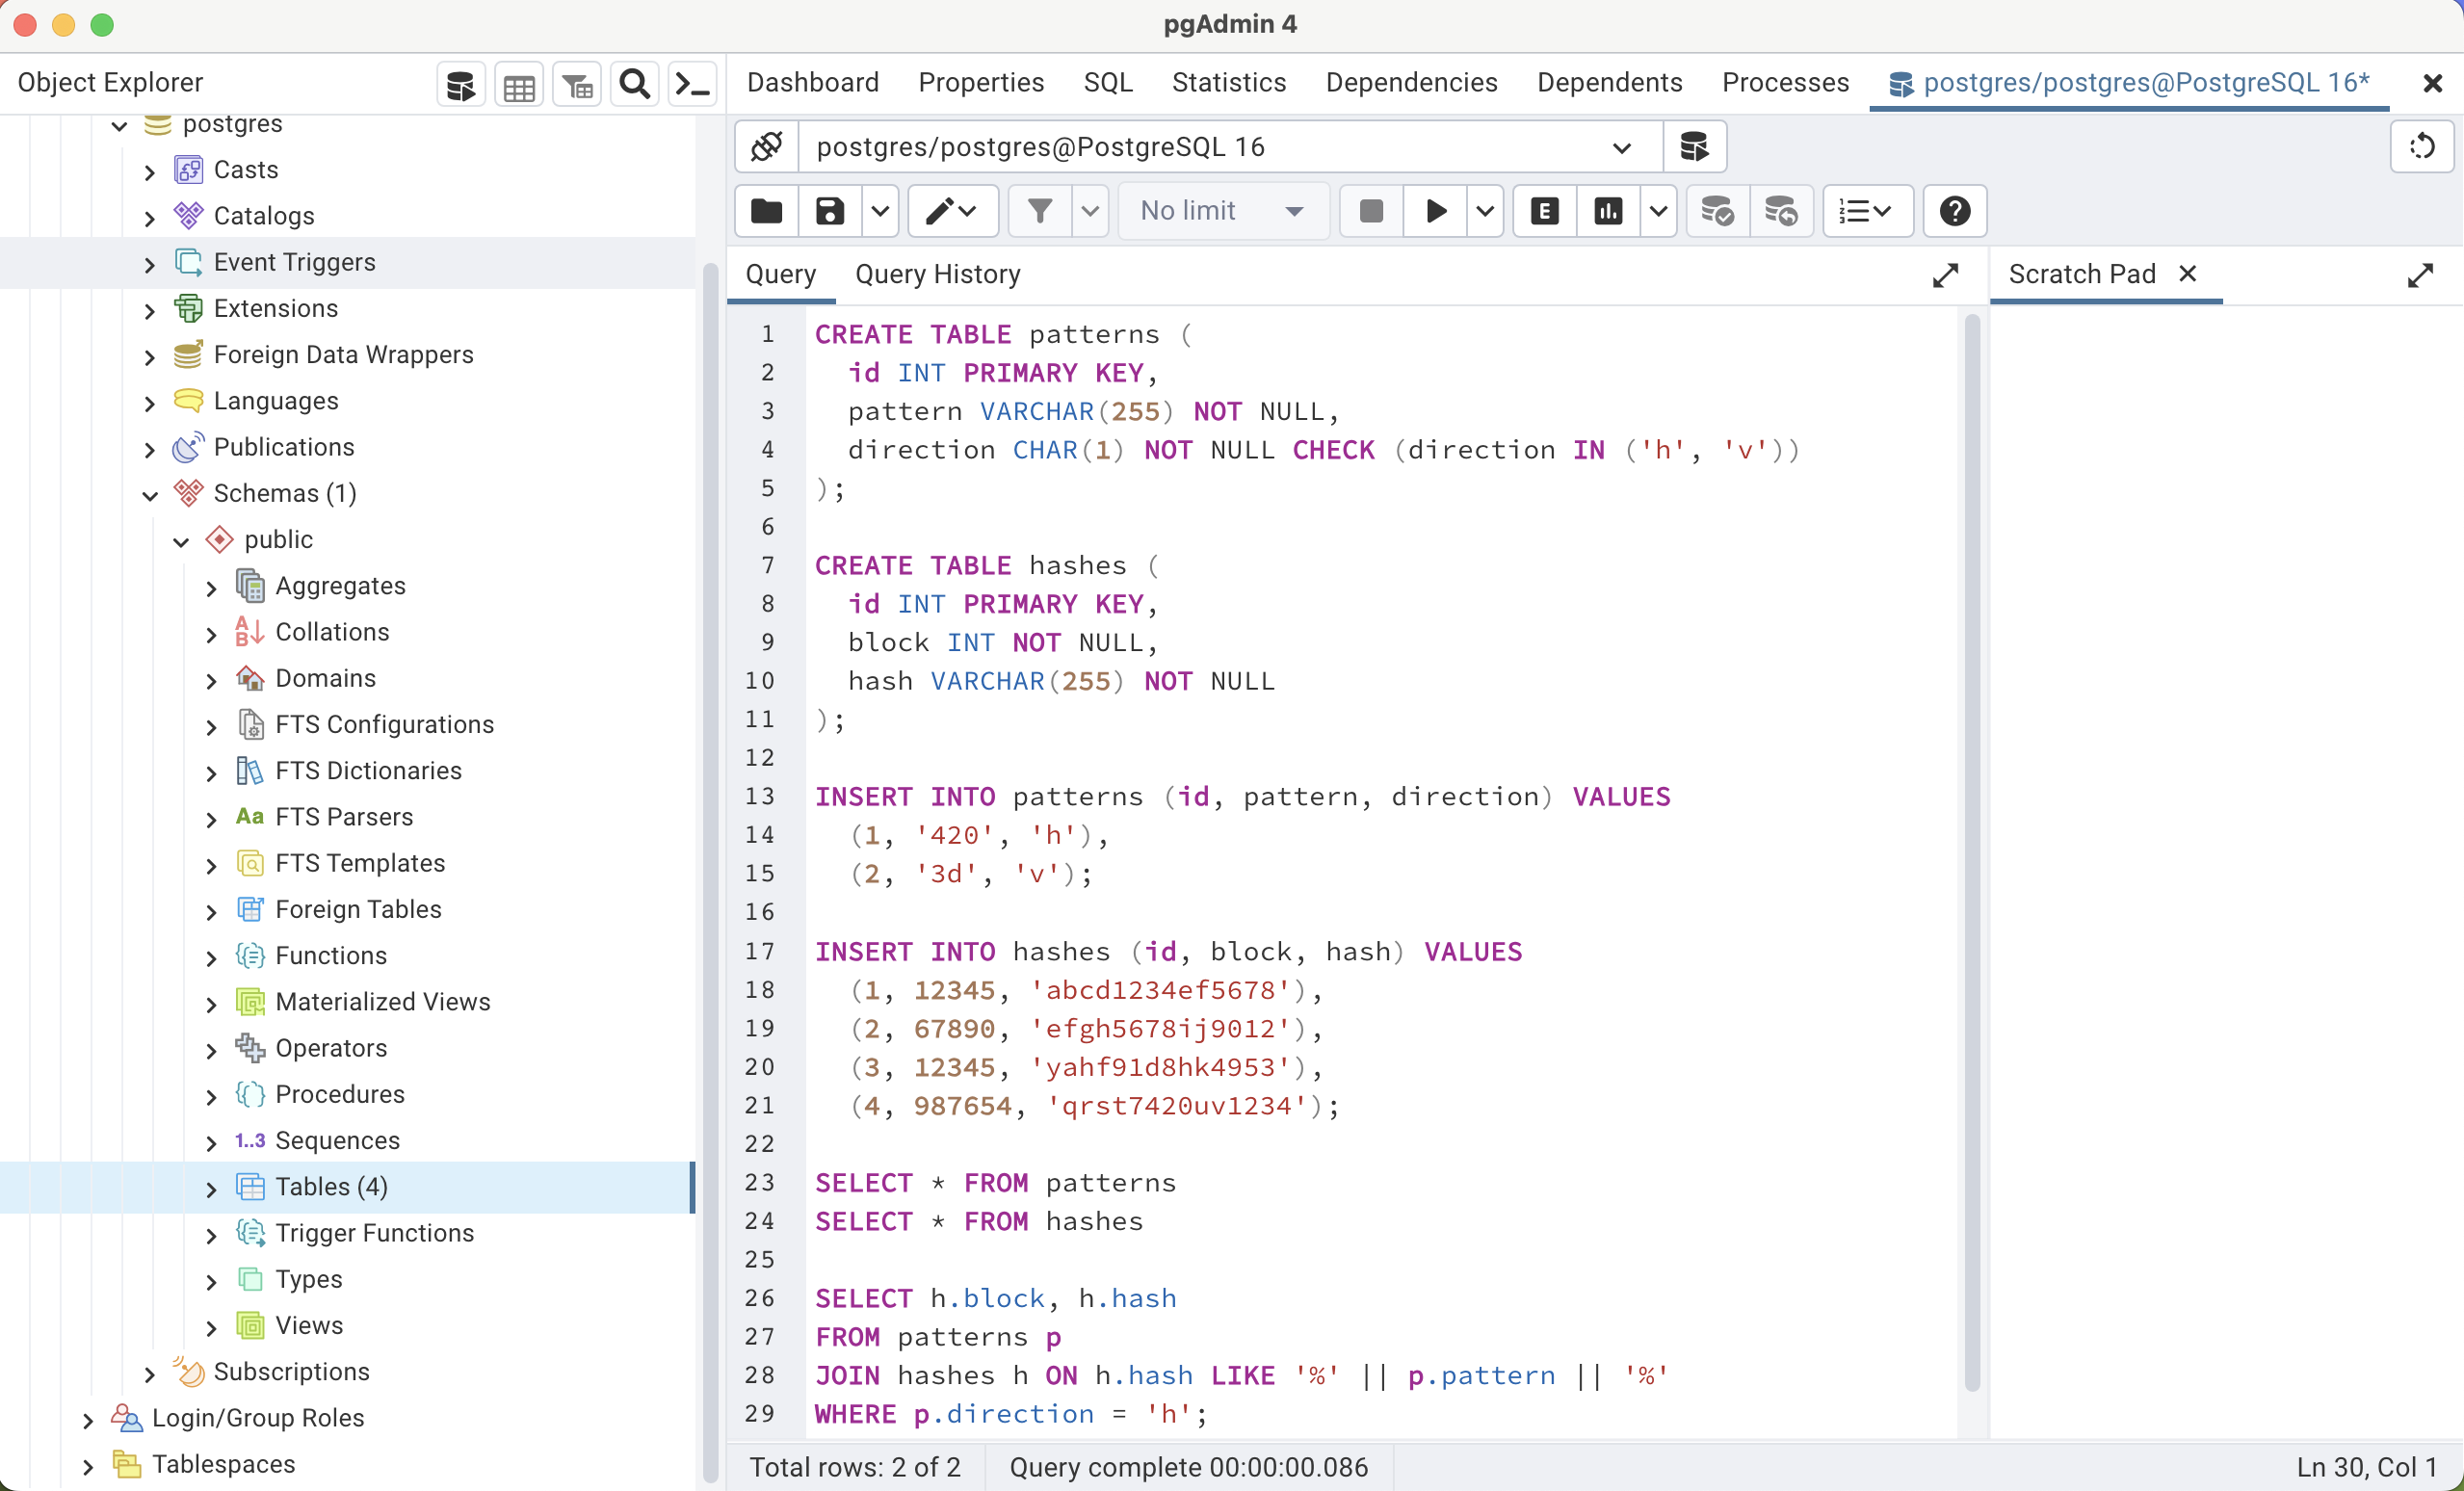 pgAdmin 4
Object Explorer
postgres
Casts
Catalogs
Event Triggers
Extensions
Foreign Data Wrappers
Languages
Publications
Schemas (1)
public
Aggregates
Collations
Domains
FTS Configurations
FTS Dictionaries
Aa FTS Parsers
FTS Templates
Foreign Tables
Functions
Materialized Views
Operators
Procedures
1..3 Sequences
Tables (4)
Trigger Functions
Types
Views
Subscriptions
Login/Group Roles
Tablespaces
Dashboard Properties SQL Statistics Dependencies Dependents Processes postgres/postgres@PostgreSQL 16*
postgres/postgres@PostgreSQL 16
No limit E
Query Query History
Scratch Pad
1 CREATE TABLE patterns (
2   id INT PRIMARY KEY,
3   pattern VARCHAR(255) NOT NULL,
4   direction CHAR(1) NOT NULL CHECK (direction IN ('h', 'v'))
5 );
6
7 CREATE TABLE hashes (
8   id INT PRIMARY KEY,
9   block INT NOT NULL,
10   hash VARCHAR(255) NOT NULL
11 );
12
13 INSERT INTO patterns (id, pattern, direction) VALUES
14   (1, '420', 'h'),
15   (2, '3d', 'v');
16
17 INSERT INTO hashes (id, block, hash) VALUES
18   (1, 12345, 'abcd1234ef5678'),
19   (2, 67890, 'efgh5678ij9012'),
20   (3, 12345, 'yahf91d8hk4953'),
21   (4, 987654, 'qrst7420uv1234');
22
23 SELECT * FROM patterns
24 SELECT * FROM hashes
25
26 SELECT h.block, h.hash
27 FROM patterns p
28 JOIN hashes h ON h.hash LIKE '%' || p.pattern || '%'
29 WHERE p.direction = 'h';
Total rows: 2 of 2 Query complete 00:00:00.086 Ln 30, Col 1